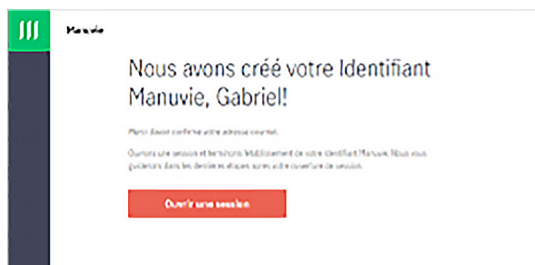 Manuvie
Nous avons créé votre Identifiant
Manuvie, Gabriel!
Merci d'avoir confirmé votre adresse courriel.
Ouvrons une session et terminons l'établissement de votre Identifiant Manuvie. Nous vous
guiderons dans les dernières étapes après votre ouverture de session.
Ouvrir une session